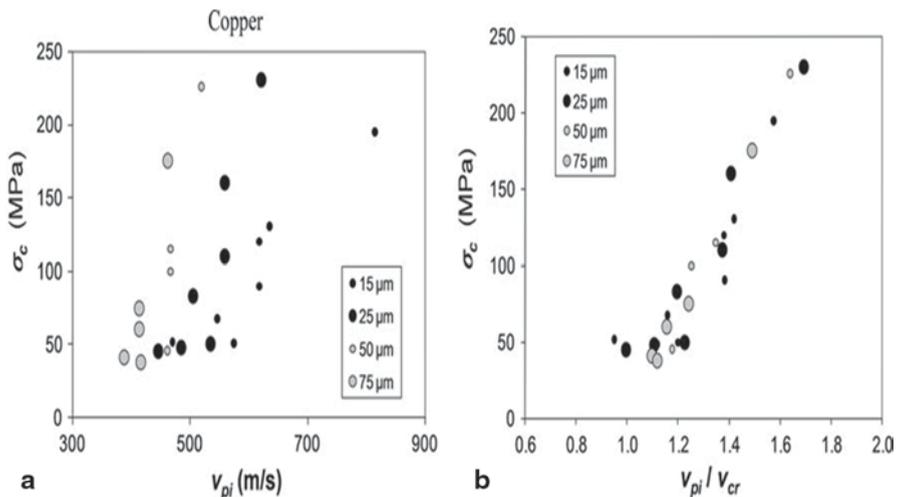 Copper
250
200
150
100
50
0
σc (MPa)
15 µm
25 µm
50 µm
75 µm
300
500
700
900
a
vpi (m/s)
250
200
150
100
50
0
σc (MPa)
15 µm
25 µm
50 µm
75 µm
0.6
0.8
1.0
1.2
1.4
1.6
1.8
2.0
b
vpi / vcr